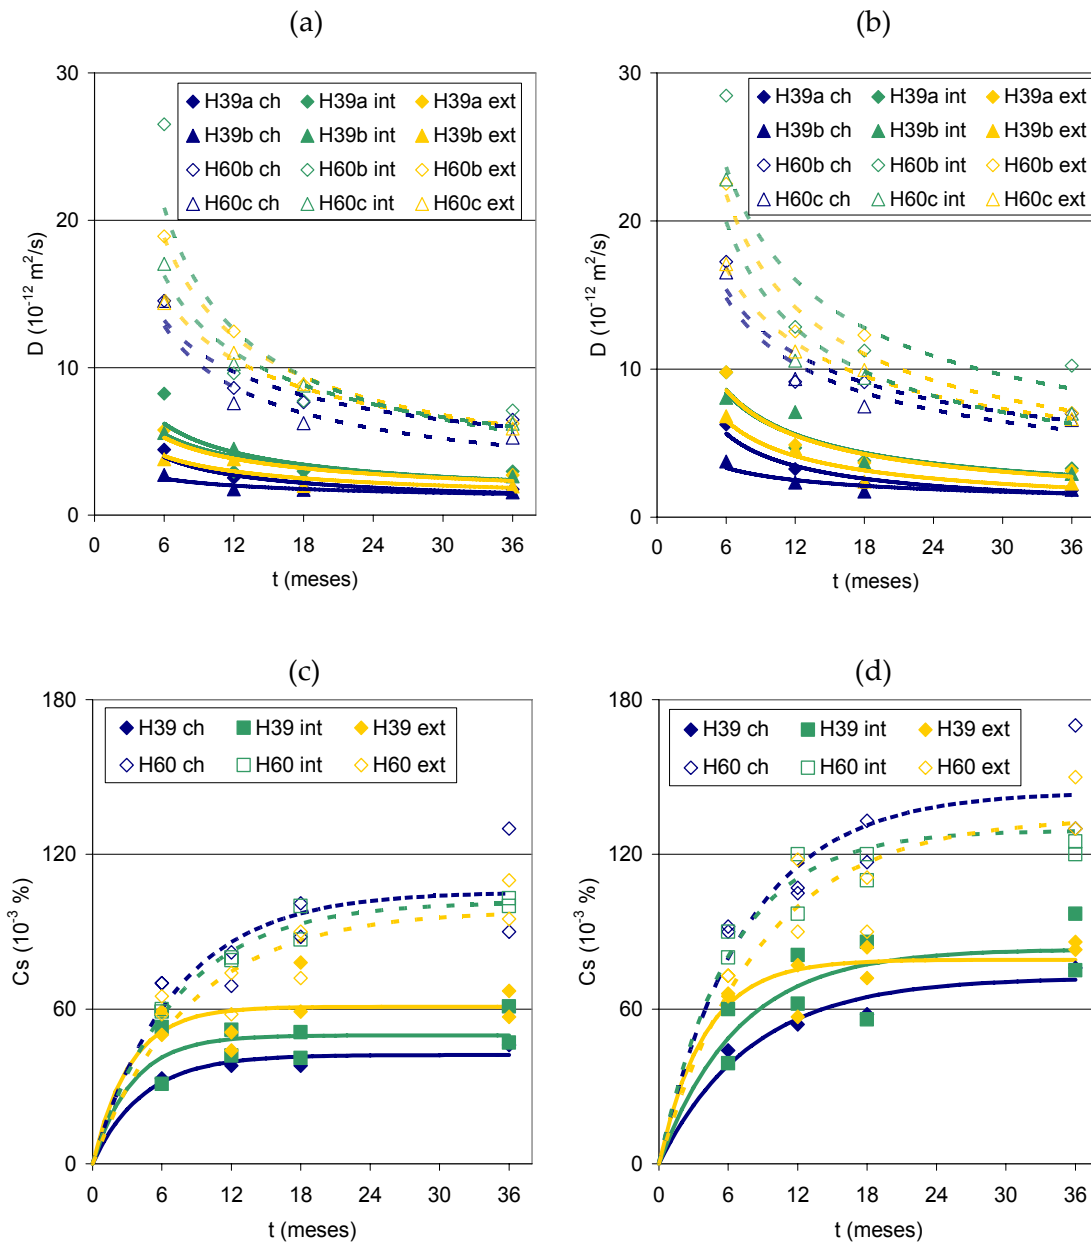 (a)
30
20
10
0
D (10⁻¹² m²/s)
H39a ch H39a int H39a ext
H39b ch H39b int H39b ext
H60b ch H60b int H60b ext
H60c ch H60c int H60c ext
0 6 12 18 24 30 36
t (meses)
(b)
30
20
10
0
D (10⁻¹² m²/s)
H39a ch H39a int H39a ext
H39b ch H39b int H39b ext
H60b ch H60b int H60b ext
H60c ch H60c int H60c ext
0 6 12 18 24 30 36
t (meses)
(c)
180
120
60
0
Cs (10⁻³ %)
H39 ch H39 int H39 ext
H60 ch H60 int H60 ext
0 6 12 18 24 30 36
t (meses)
(d)
180
120
60
0
Cs (10⁻³ %)
H39 ch H39 int H39 ext
H60 ch H60 int H60 ext
0 6 12 18 24 30 36
t (meses)